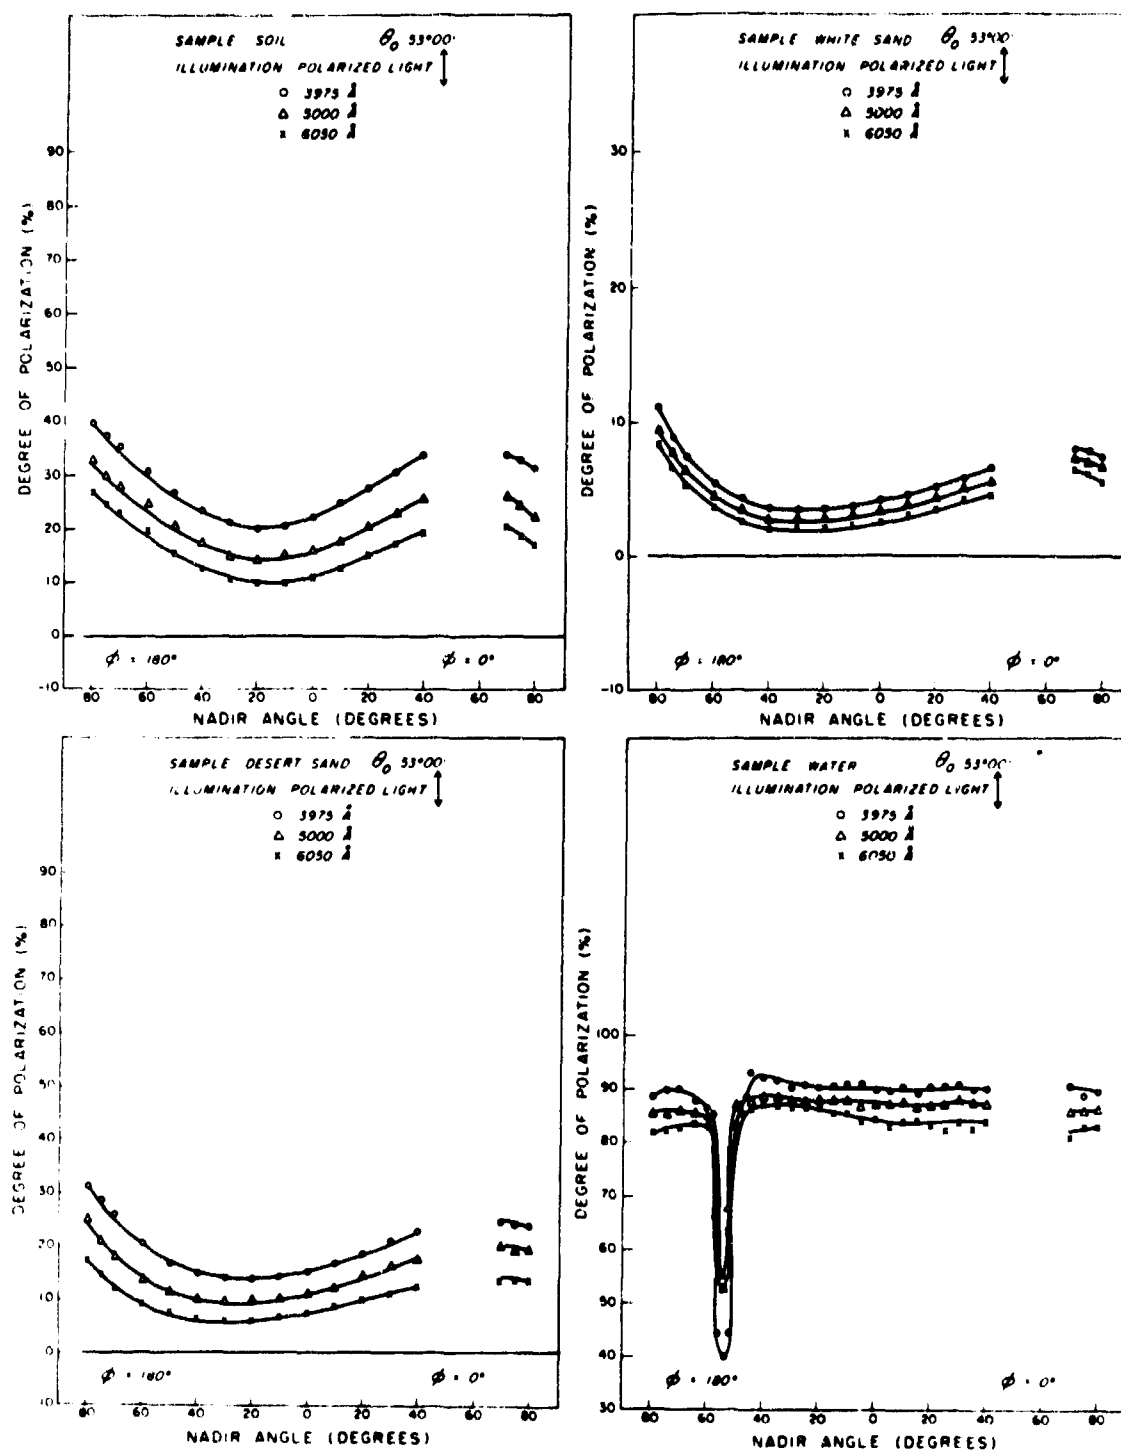 SAMPLE SOIL θ₀ 53°00'
ILLUMINATION POLARIZED LIGHT
○ 3975 Å
△ 5000 Å
x 6050 Å
DEGREE OF POLARIZATION (%)
90
80
70
60
50
40
30
20
10
0
-10
ϕ = 180° ϕ = 0°
80 60 40 20 0 20 40 60 80
NADIR ANGLE (DEGREES)
SAMPLE WHITE SAND θ₀ 53°00'
ILLUMINATION POLARIZED LIGHT
○ 3975 Å
△ 5000 Å
x 6050 Å
DEGREE OF POLARIZATION (%)
30
20
10
0
-10
ϕ = 180° ϕ = 0°
80 60 40 20 0 20 40 60 80
NADIR ANGLE (DEGREES)
SAMPLE DESERT SAND θ₀ 53°00'
ILLUMINATION POLARIZED LIGHT
○ 3975 Å
△ 5000 Å
x 6050 Å
DEGREE OF POLARIZATION (%)
90
80
70
60
50
40
30
20
10
0
10
ϕ = 180° ϕ = 0°
80 60 40 20 0 20 40 60 80
NADIR ANGLE (DEGREES)
SAMPLE WATER θ₀ 53°00'
ILLUMINATION POLARIZED LIGHT
○ 3975 Å
△ 5000 Å
x 6050 Å
DEGREE OF POLARIZATION (%)
100
90
80
70
60
50
40
30
ϕ = 180° ϕ = 0°
80 60 40 20 0 20 40 60 80
NADIR ANGLE (DEGREES)